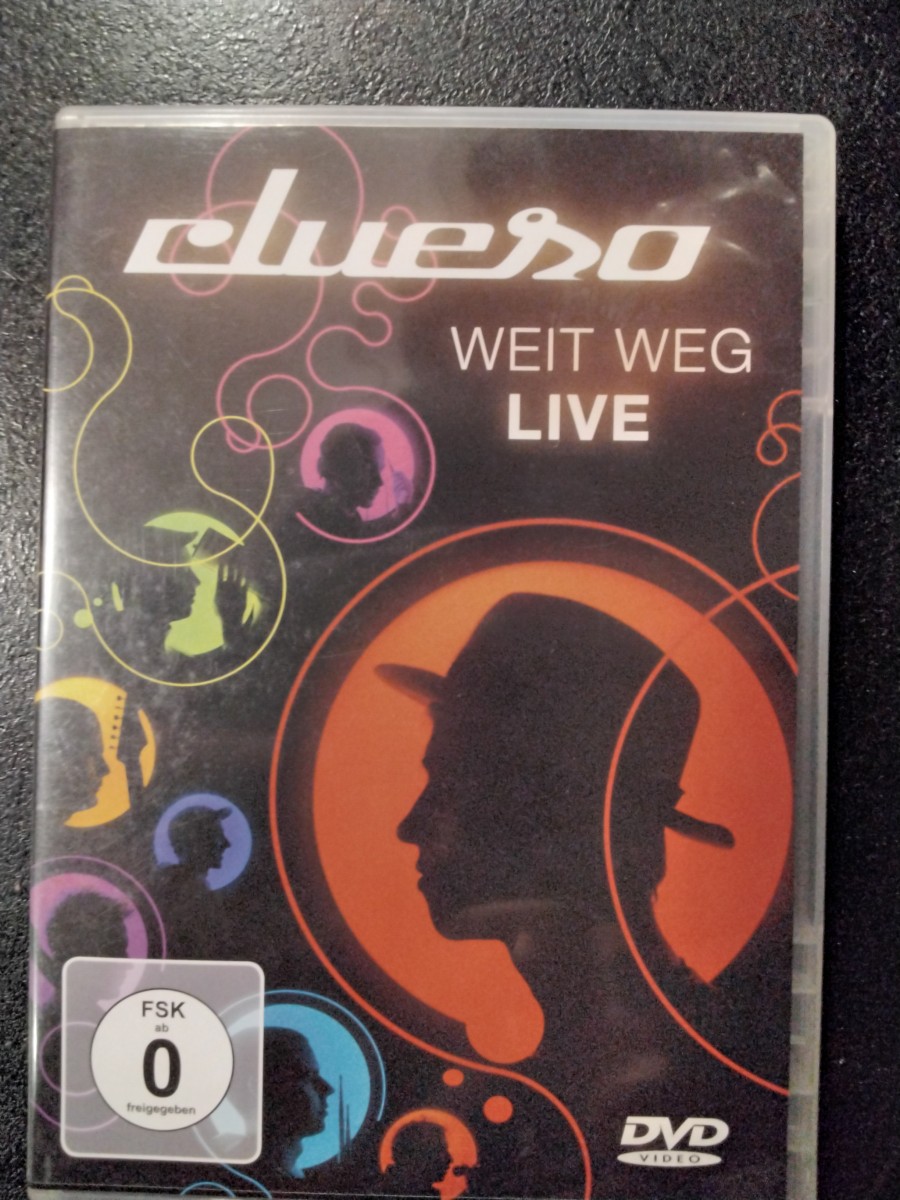 clueso
WEIT WEG
LIVE
FSK
ab
0
freigegeben
DVD
VIDEO